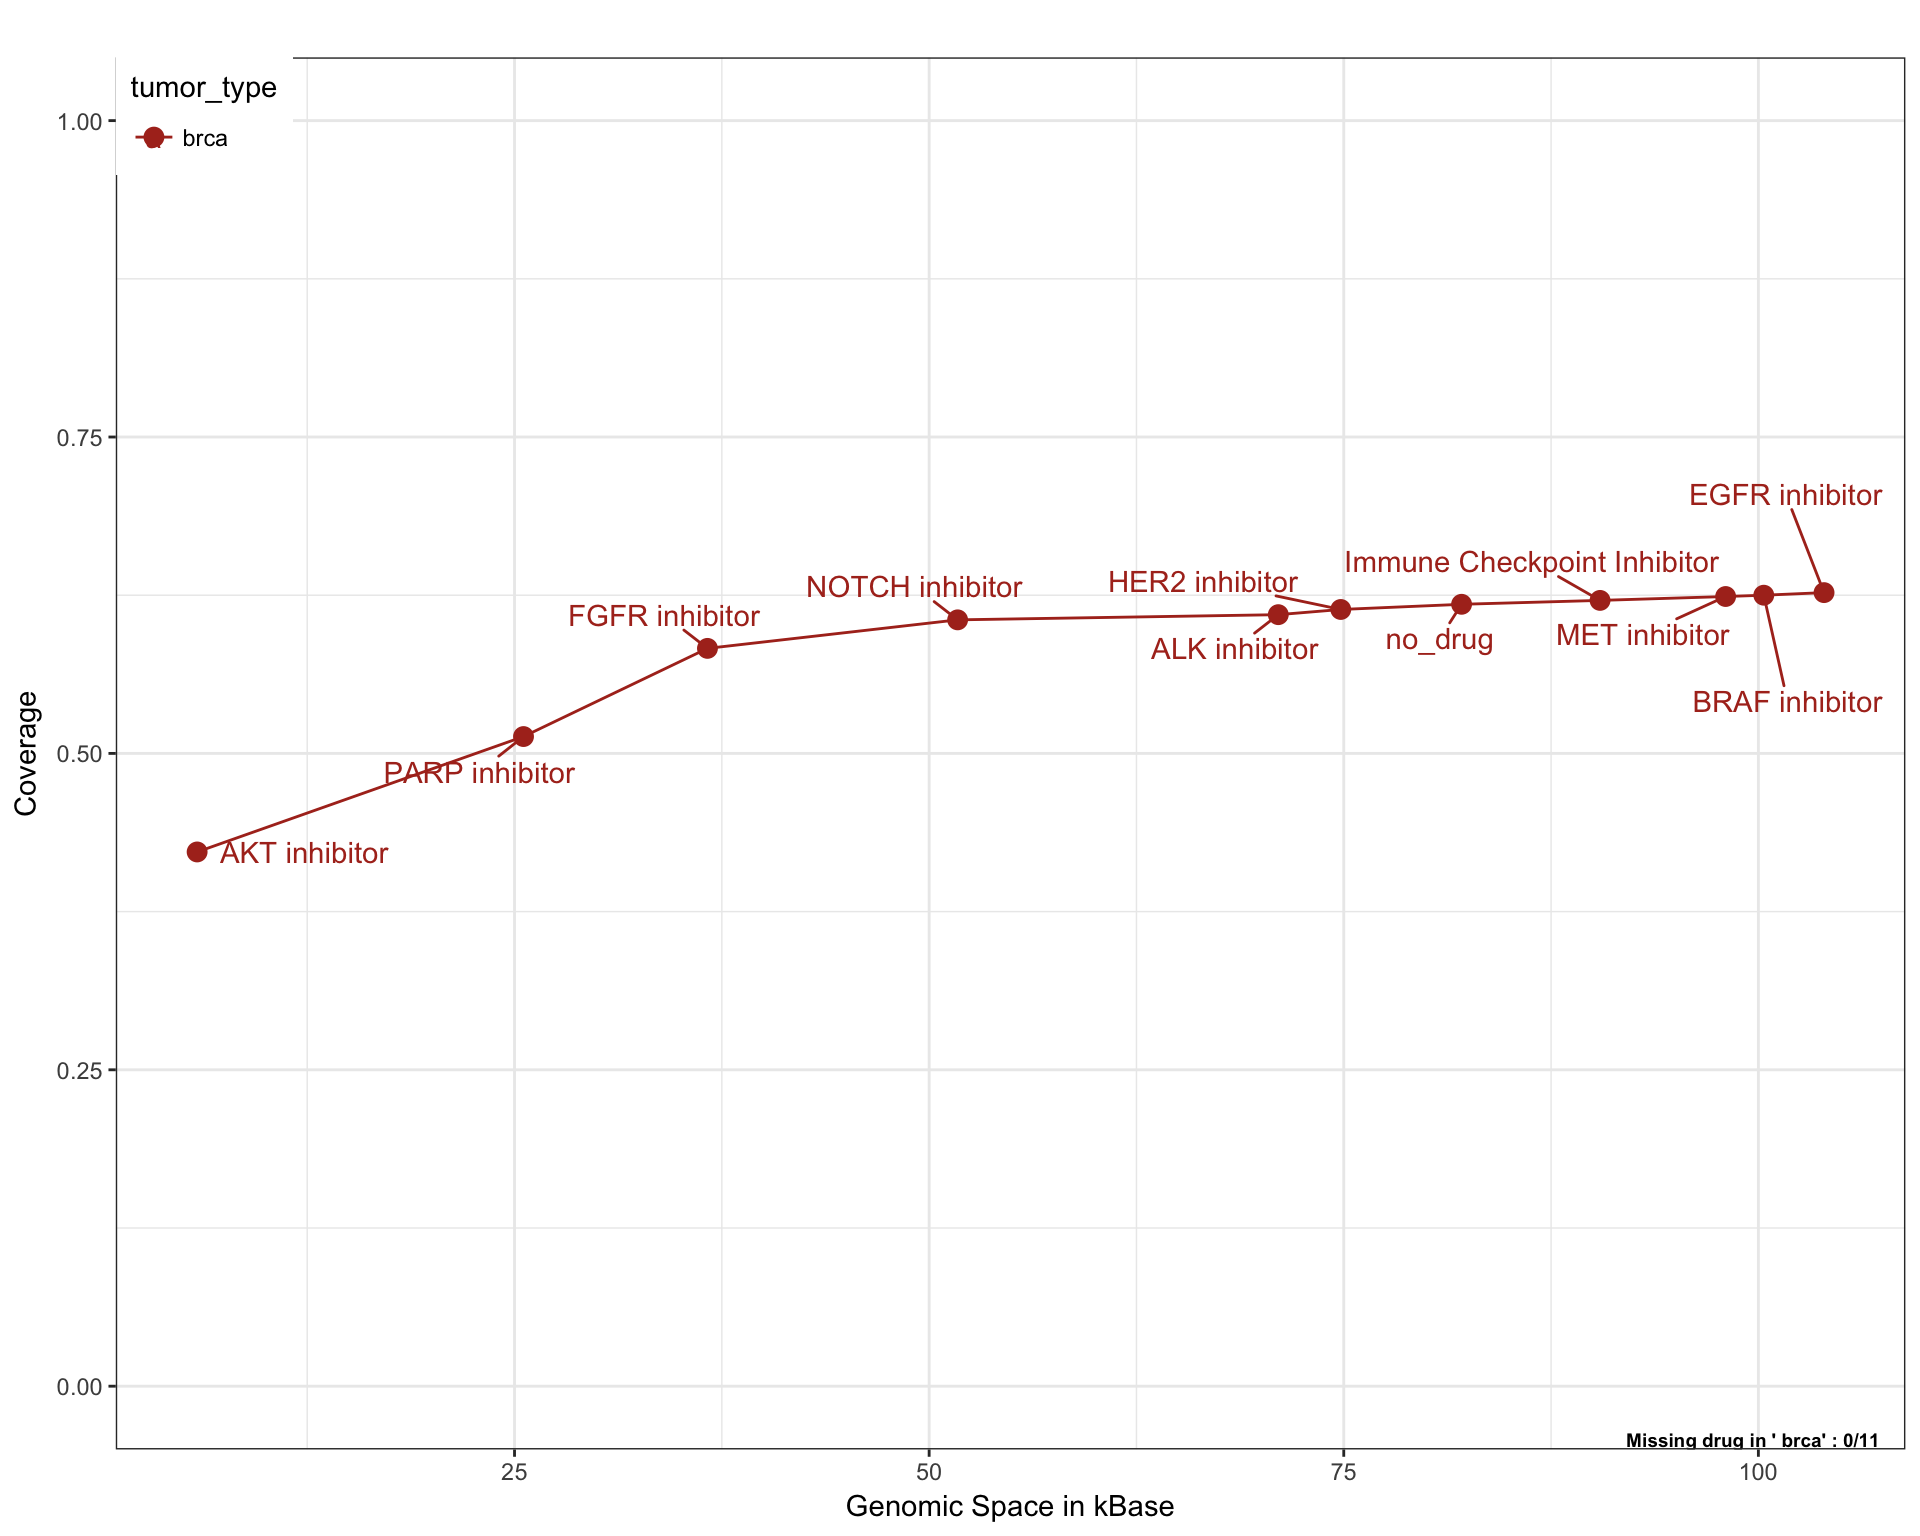 tumor_type
brca
1.00
0.75
0.50
0.25
0.00
Coverage
EGFR inhibitor
Immune Checkpoint Inhibitor
HER2 inhibitor
NOTCH inhibitor
FGFR inhibitor
MET inhibitor
no_drug
ALK inhibitor
BRAF inhibitor
PARP inhibitor
AKT inhibitor
Missing drug in ' brca' : 0/11
25
50
75
100
Genomic Space in kBase